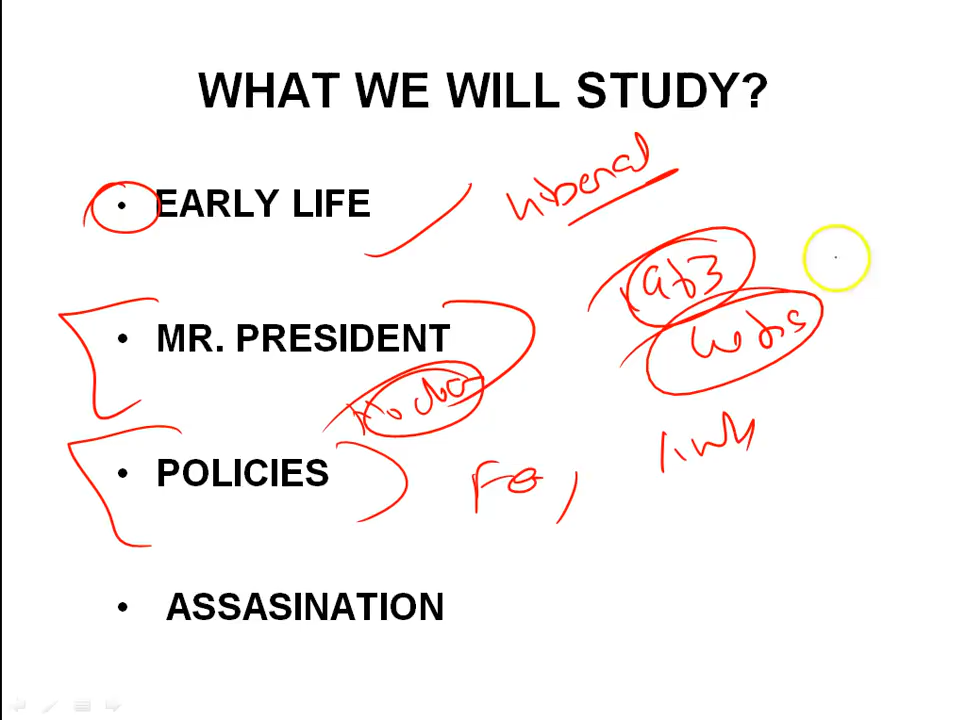 WHAT WE WILL STUDY?
• EARLY LIFE
liberal
• MR. PRESIDENT
• POLICIES
• ASSASINATION